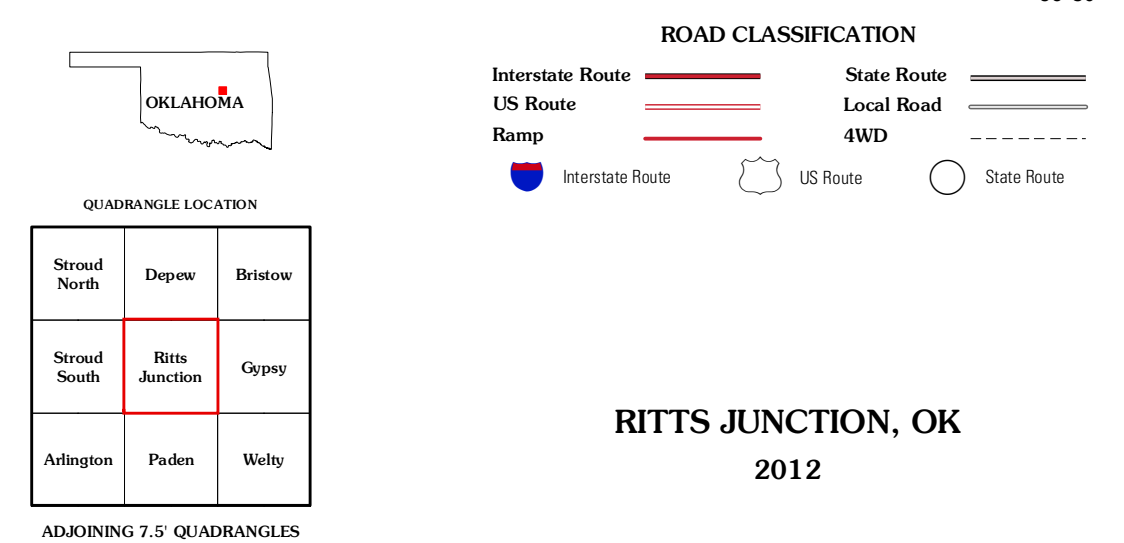 ROAD CLASSIFICATION
Interstate Route
State Route
US Route
Local Road
Ramp
4WD
Interstate Route
US Route
State Route
OKLAHOMA
QUADRANGLE LOCATION
Stroud
North
Depew
Bristow
Stroud
South
Ritts
Junction
Gypsy
Arlington
Paden
Welty
ADJOINING 7.5' QUADRANGLES
RITTS JUNCTION, OK
2012